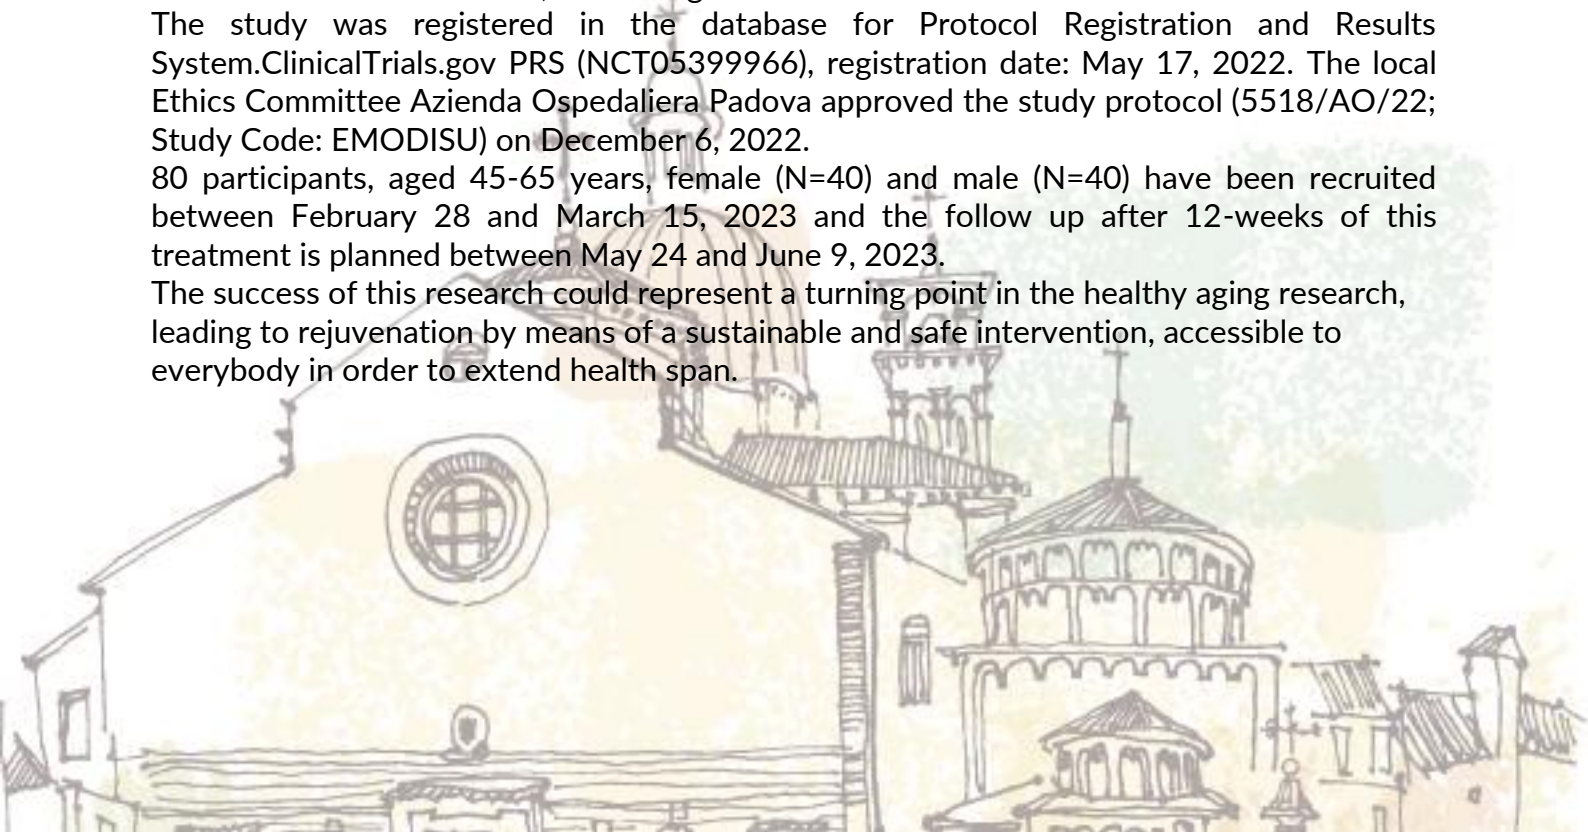 The study was registered in the database for Protocol Registration and Results
System.ClinicalTrials.gov PRS (NCT05399966), registration date: May 17, 2022. The local
Ethics Committee Azienda Ospedaliera Padova approved the study protocol (5518/AO/22;
Study Code: EMODISU) on December 6, 2022.
80 participants, aged 45-65 years, female (N=40) and male (N=40) have been recruited
between February 28 and March 15, 2023 and the follow up after 12-weeks of this
treatment is planned between May 24 and June 9, 2023.
The success of this research could represent a turning point in the healthy aging research,
leading to rejuvenation by means of a sustainable and safe intervention, accessible to
everybody in order to extend health span.